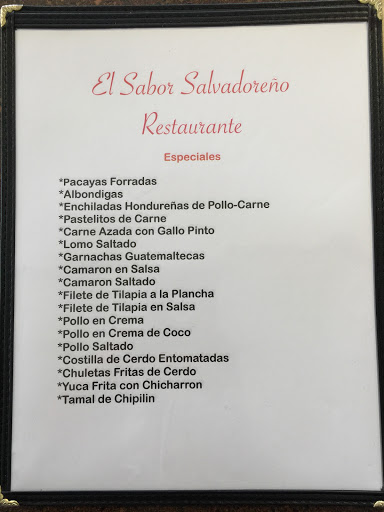 El Sabor Salvadoreño
Restaurante
Especiales
*Pacayas Forradas
*Albondigas
*Enchiladas Hondureñas de Pollo-Carne
*Pastelitos de Carne
*Carne Azada con Gallo Pinto
*Lomo Saltado
*Garnachas Guatemaltecas
*Camaron en Salsa
*Camaron Saltado
*Filete de Tilapia a la Plancha
*Filete de Tilapia en Salsa
*Pollo en Crema
*Pollo en Crema de Coco
*Pollo Saltado
*Costilla de Cerdo Entomatadas
*Chuletas Fritas de Cerdo
*Yuca Frita con Chicharron
*Tamal de Chipilin